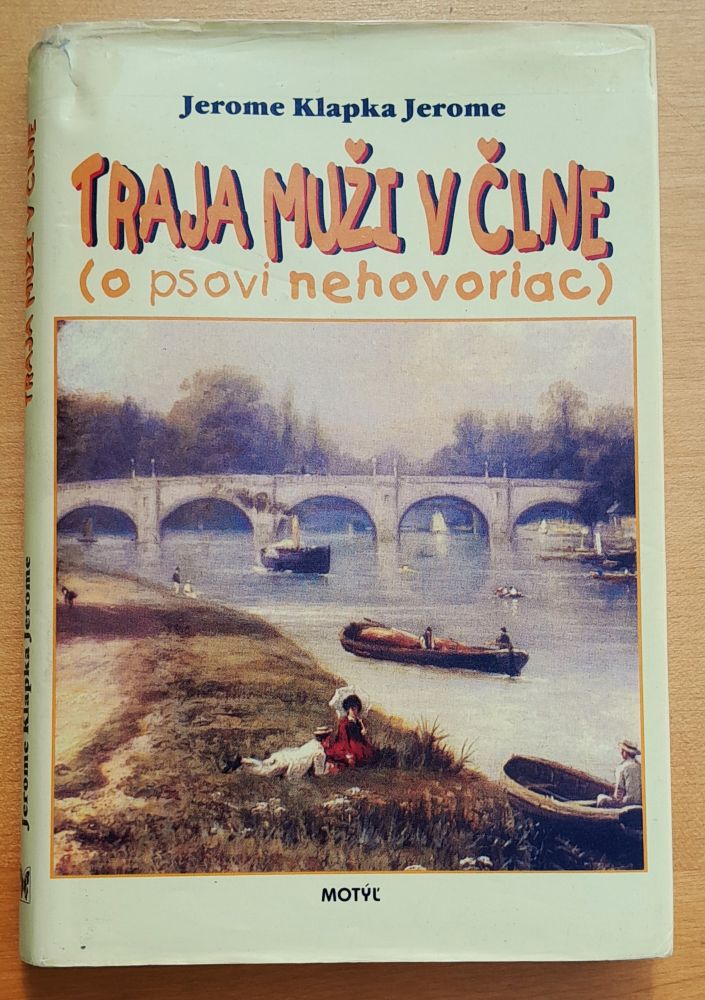 Jerome Klapka Jerome
TRAJA MUŽI V ČLNE
(o psovi nehovoriac)
MOTÝĽ
TRAJA MUŽI V ČLNE
Jerome Klapka Jerome